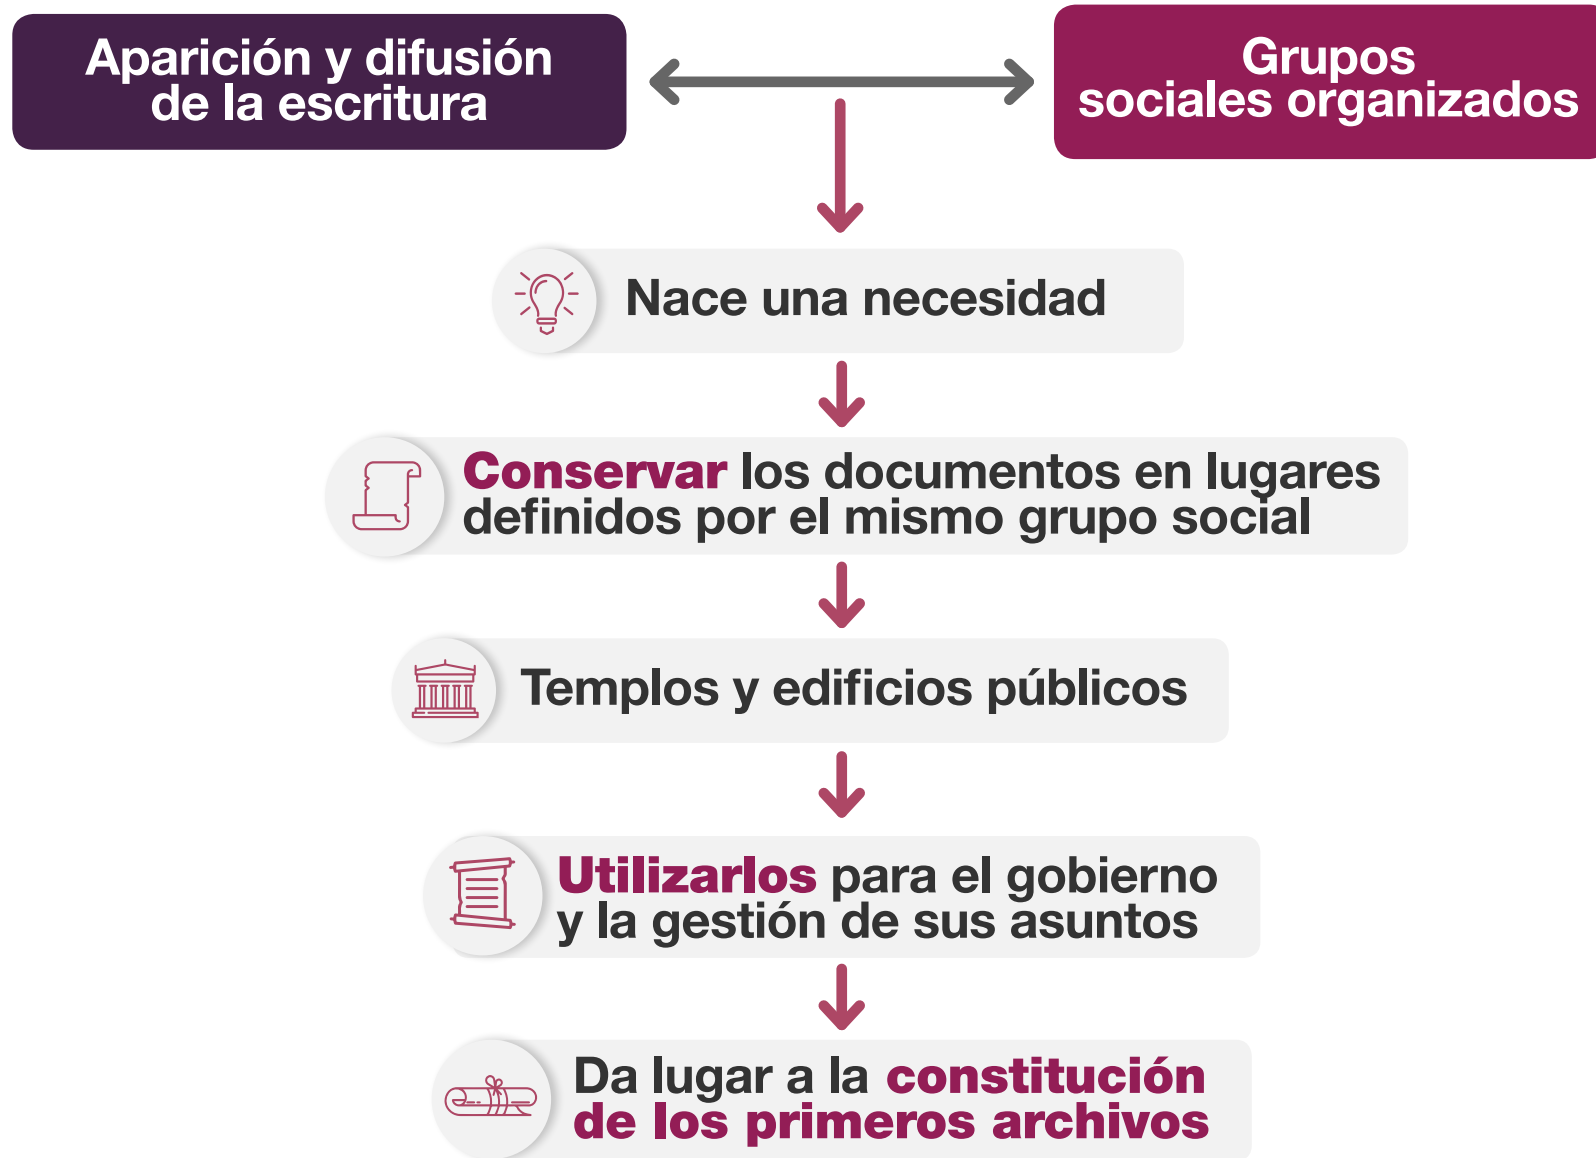 Aparición y difusión
de la escritura
Grupos
sociales organizados
Nace una necesidad
Conservar los documentos en lugares
definidos por el mismo grupo social
Templos y edificios públicos
Utilizarlos para el gobierno
y la gestión de sus asuntos
Da lugar a la constitución
de los primeros archivos